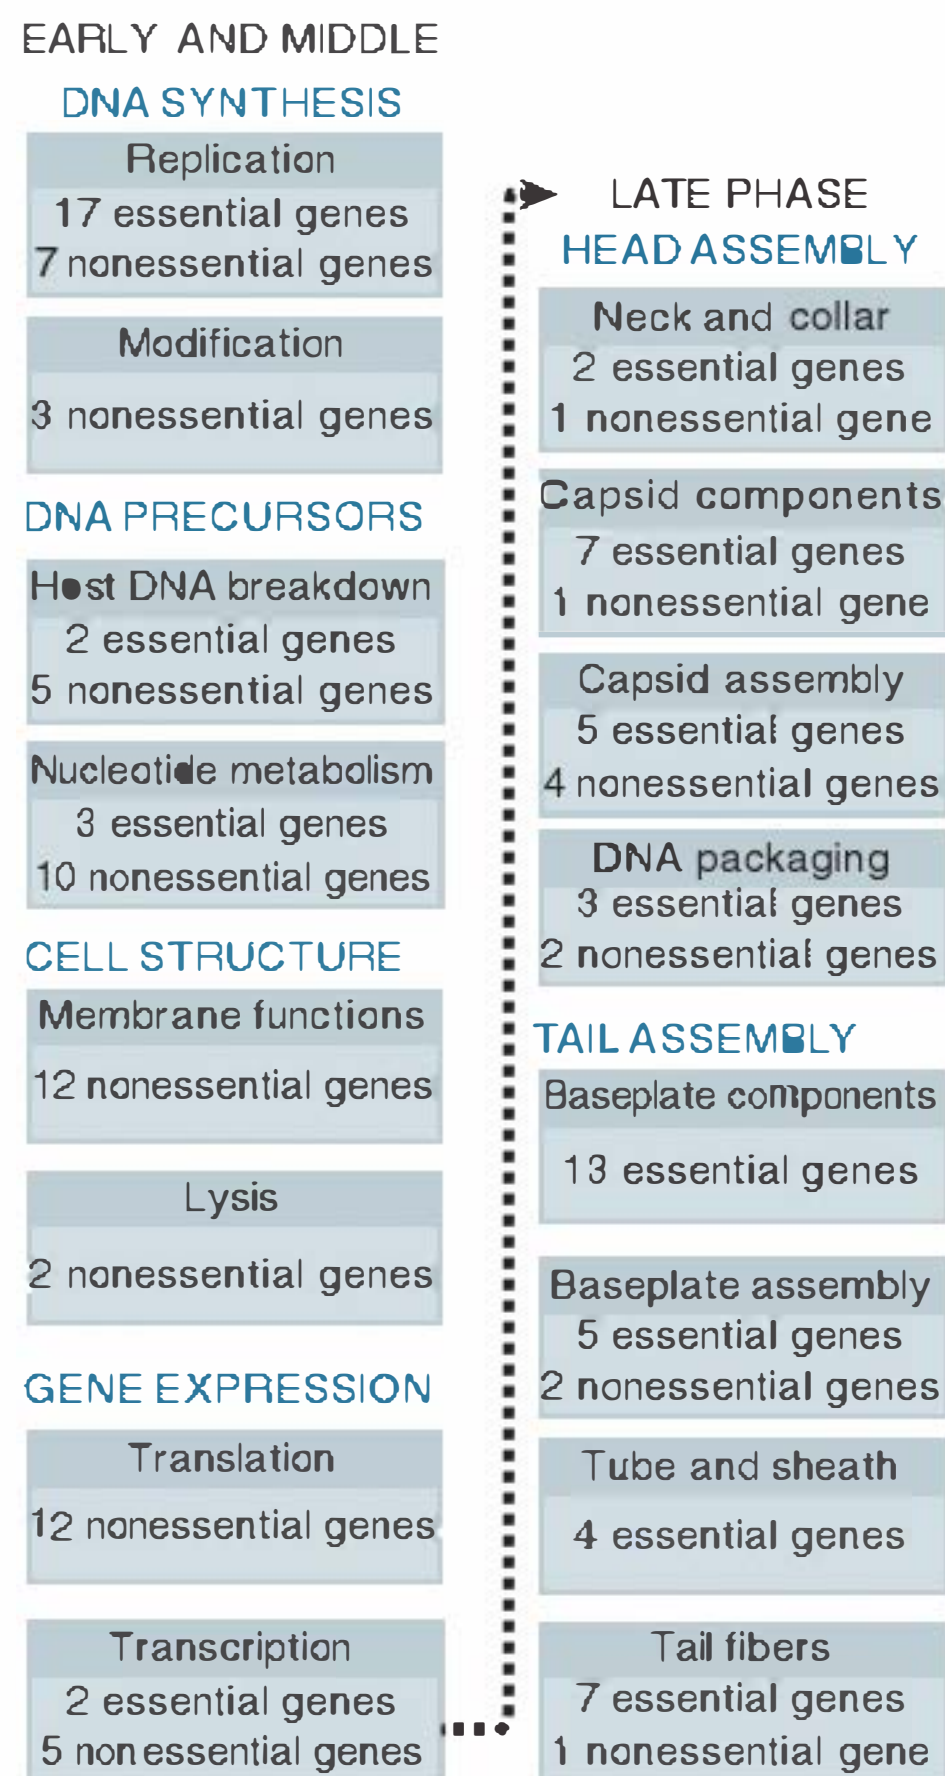 EARLY AND MIDDLE
DNA SYNTHESIS
Replication
17 essential genes
7 nonessential genes
Modification
3 nonessential genes
DNA PRECURSORS
Host DNA breakdown
2 essential genes
5 nonessential genes
Nucleotide metabolism
3 essential genes
10 nonessential genes
CELL STRUCTURE
Membrane functions
12 nonessential genes
Lysis
2 nonessential genes
GENE EXPRESSION
Translation
12 nonessential genes
Transcription
2 essential genes
5 nonessential genes
LATE PHASE
HEAD ASSEMBLY
Neck and collar
2 essential genes
1 nonessential gene
Capsid components
7 essential genes
1 nonessential gene
Capsid assembly
5 essential genes
4 nonessential genes
DNA packaging
3 essential genes
2 nonessential genes
TAIL ASSEMBLY
Baseplate components
13 essential genes
Baseplate assembly
5 essential genes
2 nonessential genes
Tube and sheath
4 essential genes
Tail fibers
7 essential genes
1 nonessential gene